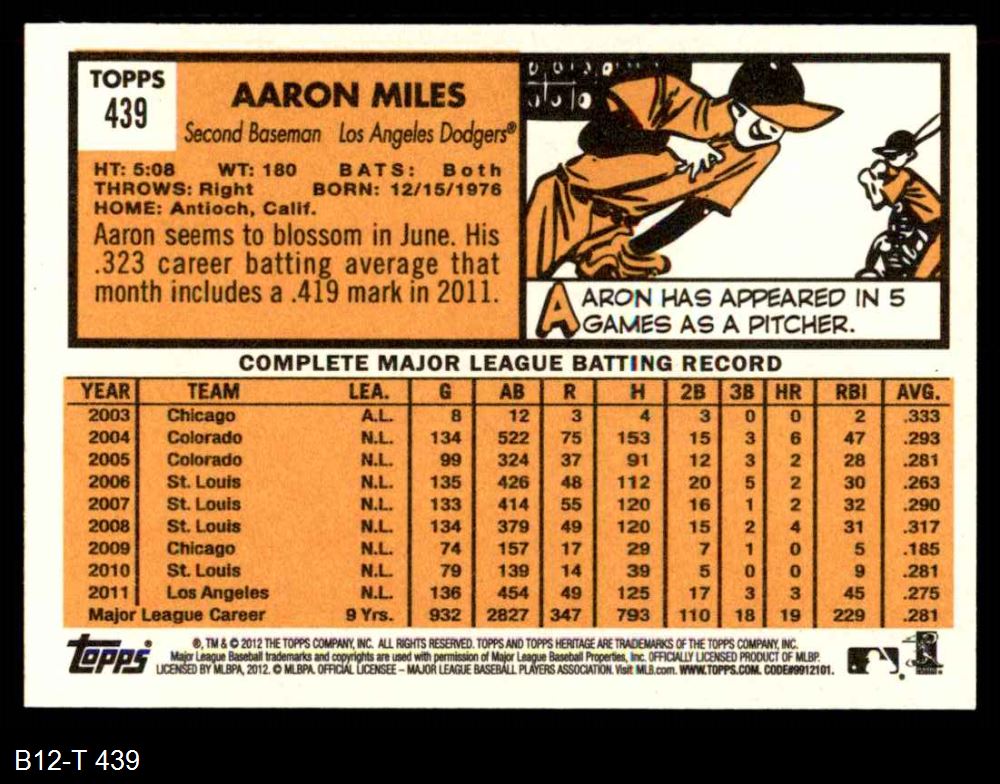 TOPPS
439
AARON MILES
Second Baseman Los Angeles Dodgers®
HT: 5:08 WT: 180 BATS: Both
THROWS: Right BORN: 12/15/1976
HOME: Antioch, Calif.
Aaron seems to blossom in June. His
.323 career batting average that
month includes a .419 mark in 2011.
AARON HAS APPEARED IN 5
GAMES AS A PITCHER.
COMPLETE MAJOR LEAGUE BATTING RECORD
YEAR TEAM LEA. G AB R H 2B 3B HR RBI AVG.
2003 Chicago A.L. 8 12 3 4 3 0 0 2 .333
2004 Colorado N.L. 134 522 75 153 15 3 6 47 .293
2005 Colorado N.L. 99 324 37 91 12 3 2 28 .281
2006 St. Louis N.L. 135 426 48 112 20 5 2 30 .263
2007 St. Louis N.L. 133 414 55 120 16 1 2 32 .290
2008 St. Louis N.L. 134 379 49 120 15 2 4 31 .317
2009 Chicago N.L. 74 157 17 29 7 1 0 5 .185
2010 St. Louis N.L. 79 139 14 39 5 0 0 9 .281
2011 Los Angeles N.L. 136 454 49 125 17 3 3 45 .275
Major League Career 9 Yrs. 932 2827 347 793 110 18 19 229 .281
Topps®
®, TM & © 2012 THE TOPPS COMPANY, INC. ALL RIGHTS RESERVED. TOPPS AND TOPPS HERITAGE ARE TRADEMARKS OF THE TOPPS COMPANY, INC.
Major League Baseball trademarks and copyrights are used with permission of Major League Baseball Properties, Inc. OFFICIALLY LICENSED PRODUCT OF MLBP.
LICENSED BY MLBPA, 2012. © MLBPA, OFFICIAL LICENSEE – MAJOR LEAGUE BASEBALL PLAYERS ASSOCIATION. Visit MLB.com. WWW.TOPPS.COM. CODE#9912101.
B12-T 439